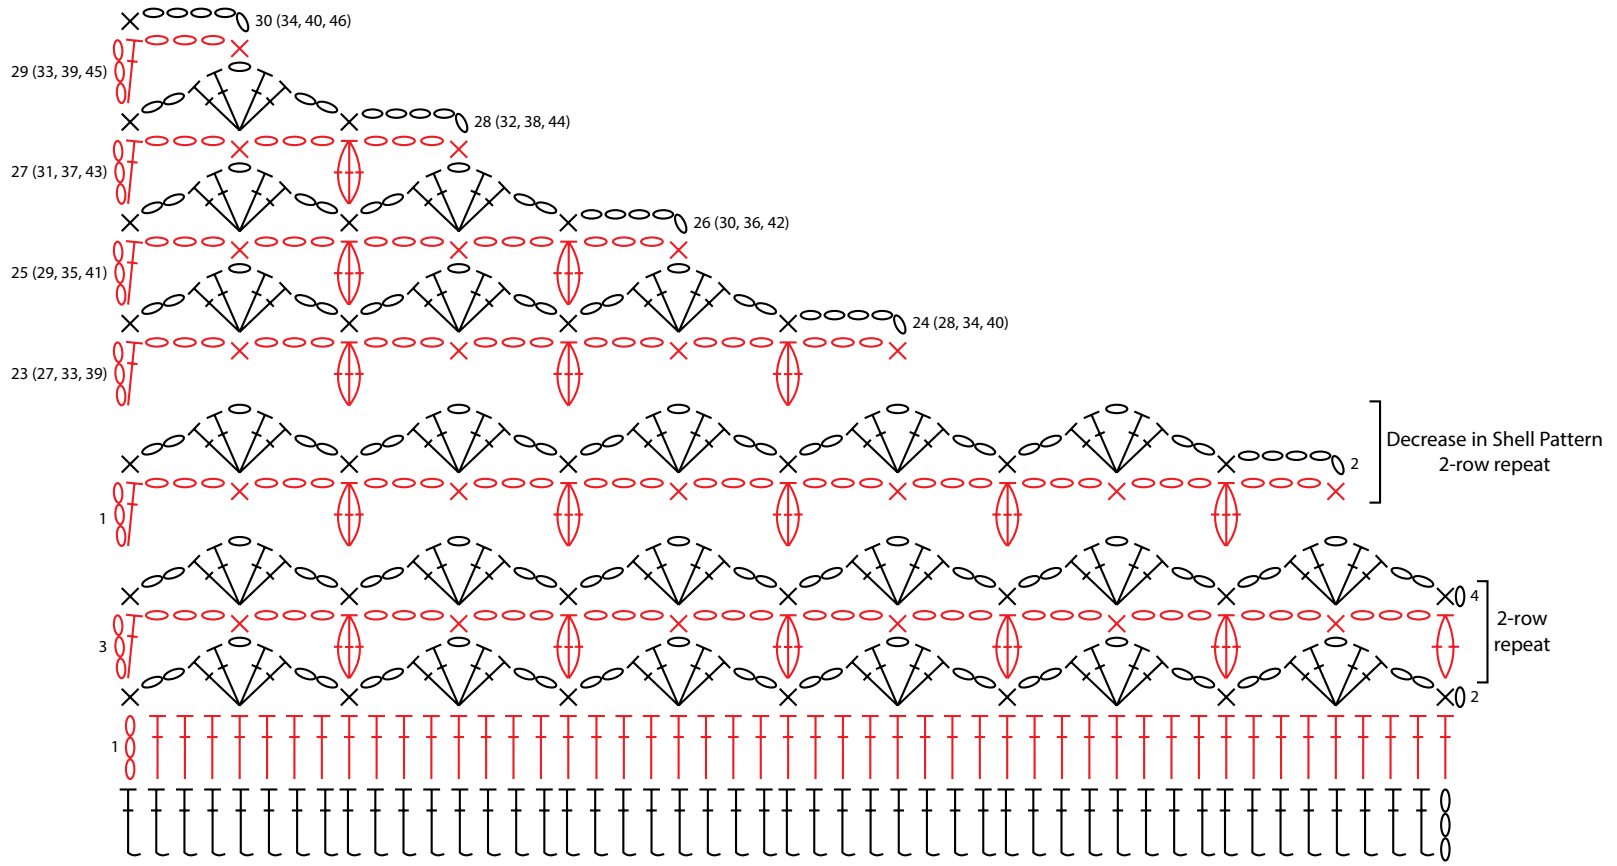 30 (34, 40, 46)
29 (33, 39, 45)
28 (32, 38, 44)
27 (31, 37, 43)
26 (30, 36, 42)
25 (29, 35, 41)
24 (28, 34, 40)
23 (27, 33, 39)
Decrease in Shell Pattern
2-row repeat
2
1
4
2-row
repeat
3
2
1